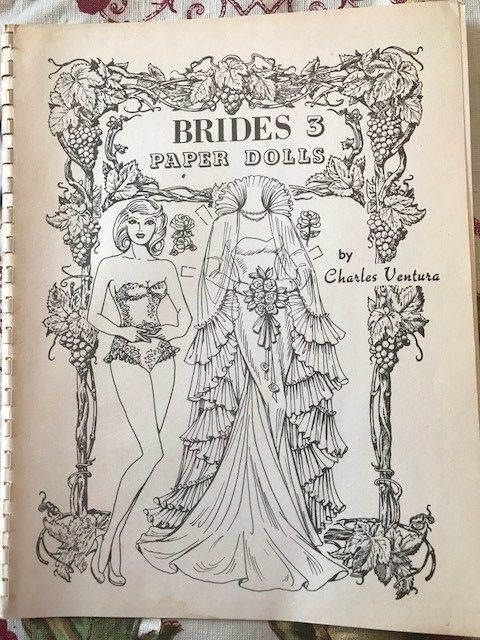 BRIDES 3
PAPER DOLLS
by
Charles Ventura